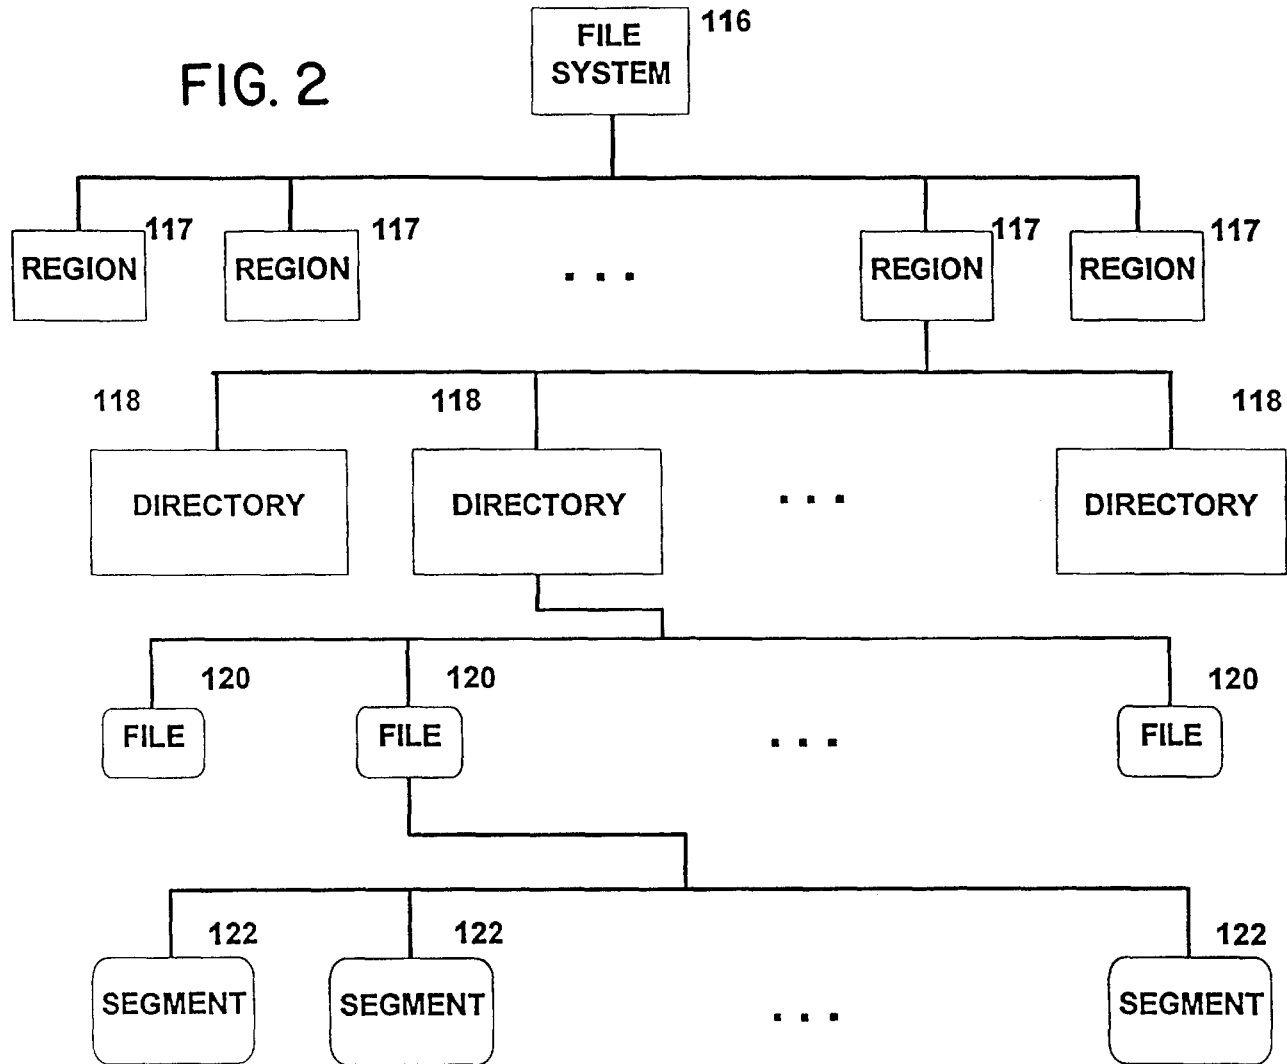 FIG. 2
FILE
SYSTEM
116
117
117
117
117
REGION
REGION
. . .
REGION
REGION
118
118
118
DIRECTORY
DIRECTORY
. . .
DIRECTORY
120
120
120
FILE
FILE
. . .
FILE
122
122
122
SEGMENT
SEGMENT
. . .
SEGMENT